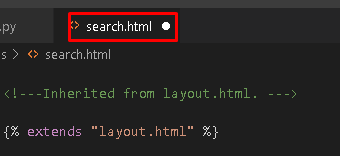 .py
search.html
s > search.html
<!---Inherited from layout.html. --->
{% extends "layout.html" %}